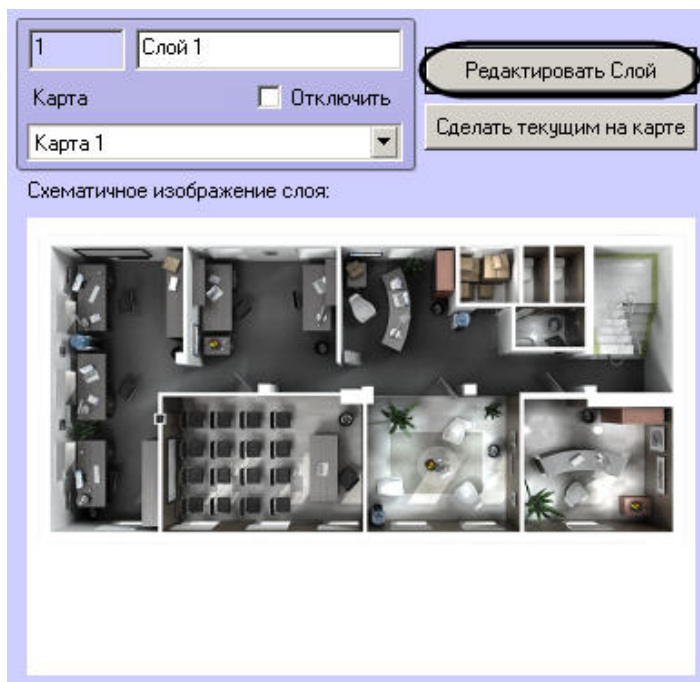 1
Слой 1
Редактировать Слой
Карта
Отключить
Сделать текущим на карте
Карта 1
Схематичное изображение слоя: